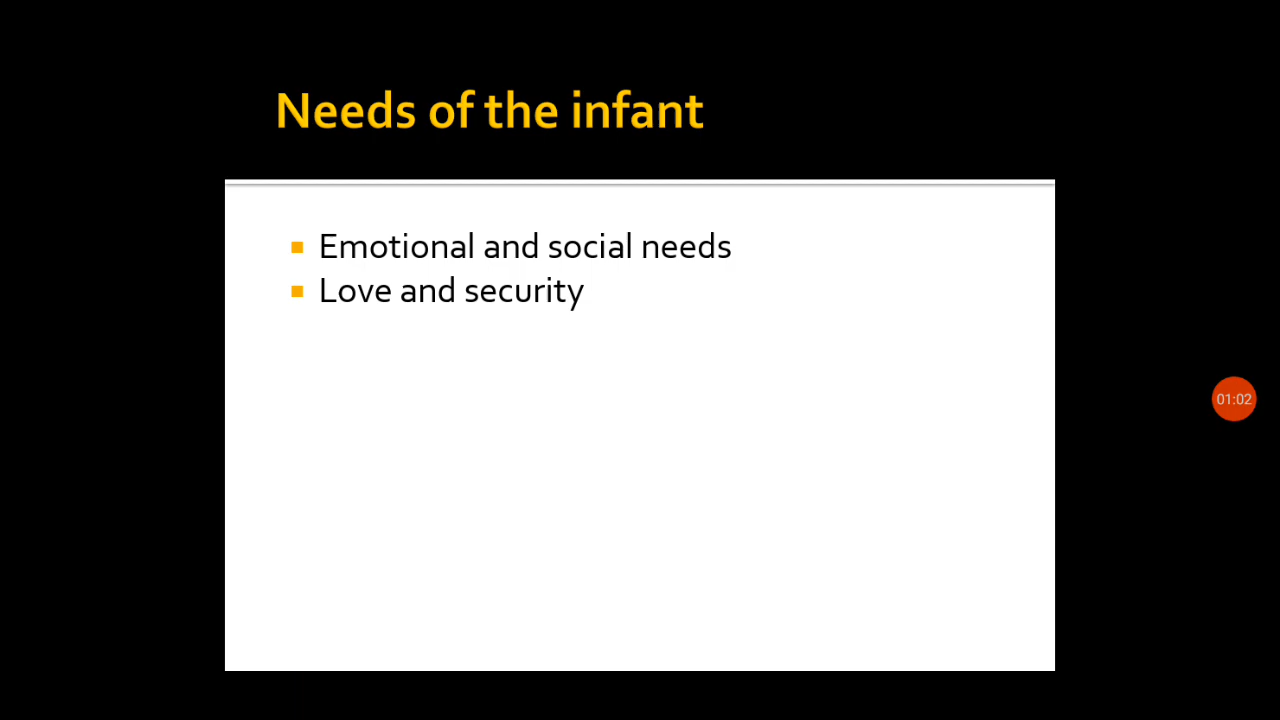 Needs of the infant
Emotional and social needs
Love and security
01:02